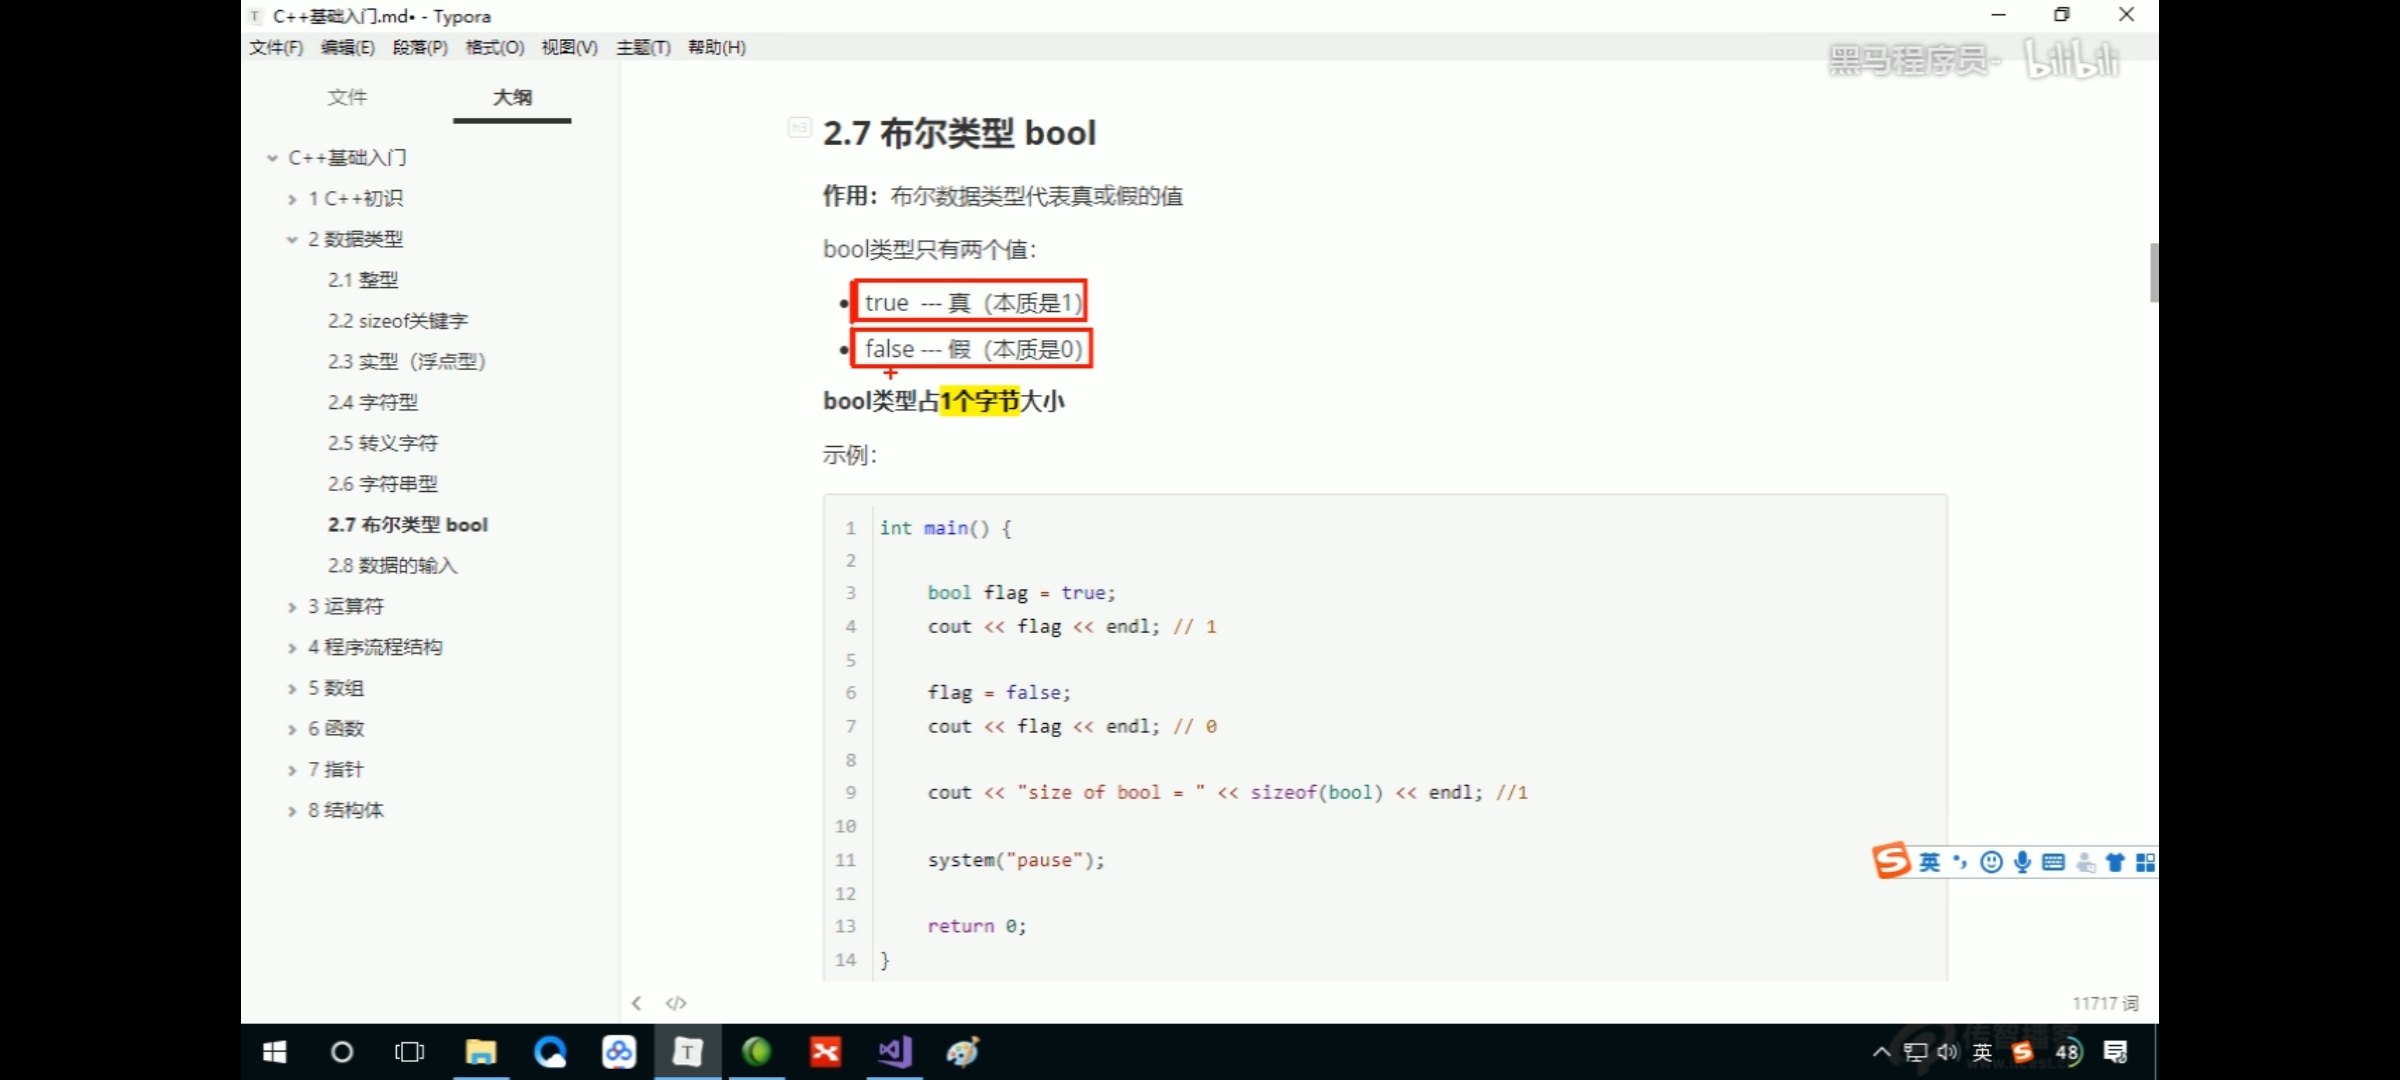 C++基础入门.md• - Typora
文件(F) 编辑(E) 段落(P) 格式(O) 视图(V) 主题(T) 帮助(H)
黑马程序员- bilibili
文件 大纲
C++基础入门
1 C++初识
2 数据类型
2.1 整型
2.2 sizeof关键字
2.3 实型（浮点型）
2.4 字符型
2.5 转义字符
2.6 字符串型
2.7 布尔类型 bool
2.8 数据的输入
3 运算符
4 程序流程结构
5 数组
6 函数
7 指针
8 结构体
h3
2.7 布尔类型 bool
作用：布尔数据类型代表真或假的值
bool类型只有两个值：
• true --- 真（本质是1）
• false --- 假（本质是0）
bool类型占1个字节大小
示例：
1 int main() {
2
3 bool flag = true;
4 cout << flag << endl; // 1
5
6 flag = false;
7 cout << flag << endl; // 0
8
9 cout << "size of bool = " << sizeof(bool) << endl; //1
10
11 system("pause");
12
13 return 0;
14 }
英
11717 词
英 48